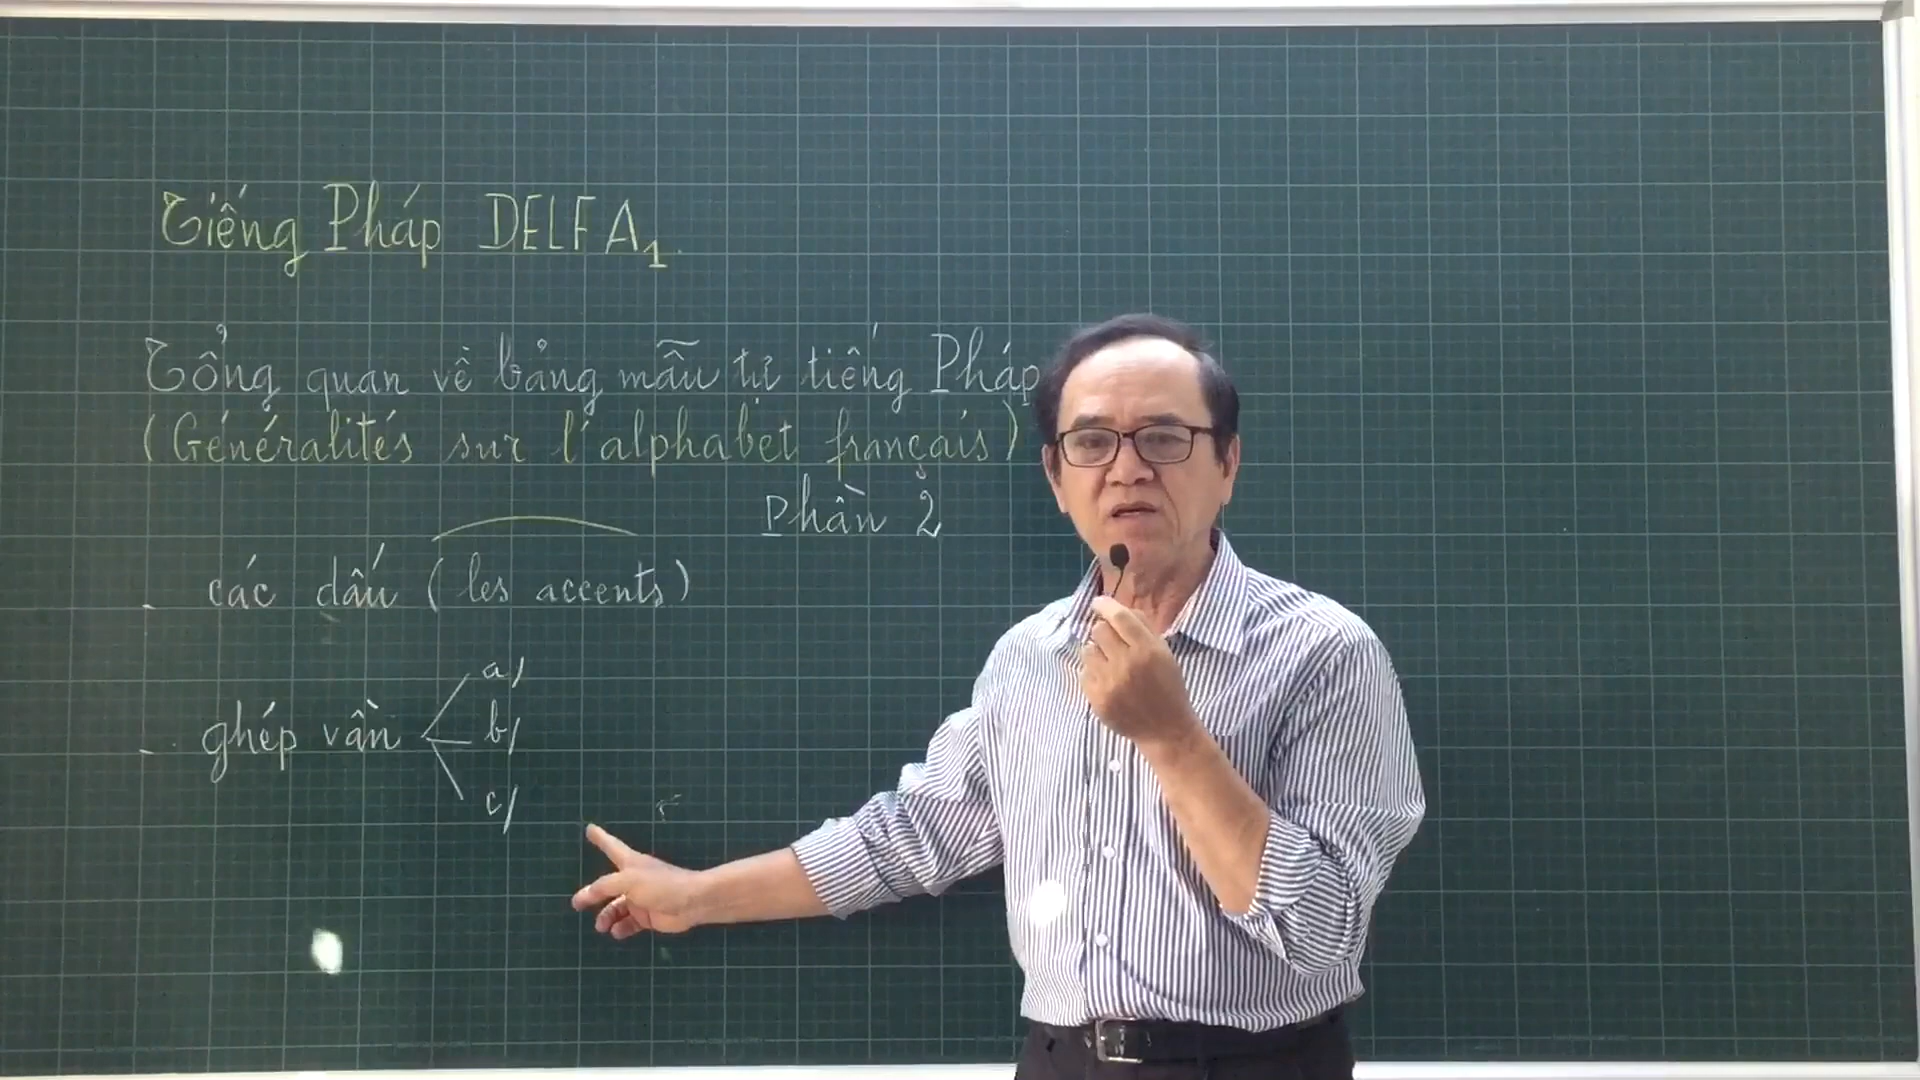 Tiếng Pháp DELF A1.
Tổng quan về bảng mẫu tự tiếng Pháp
(Généralités sur l'alphabet français)
Phần 2
- các dấu (les accents)
- ghép vần
a/
b/
c/